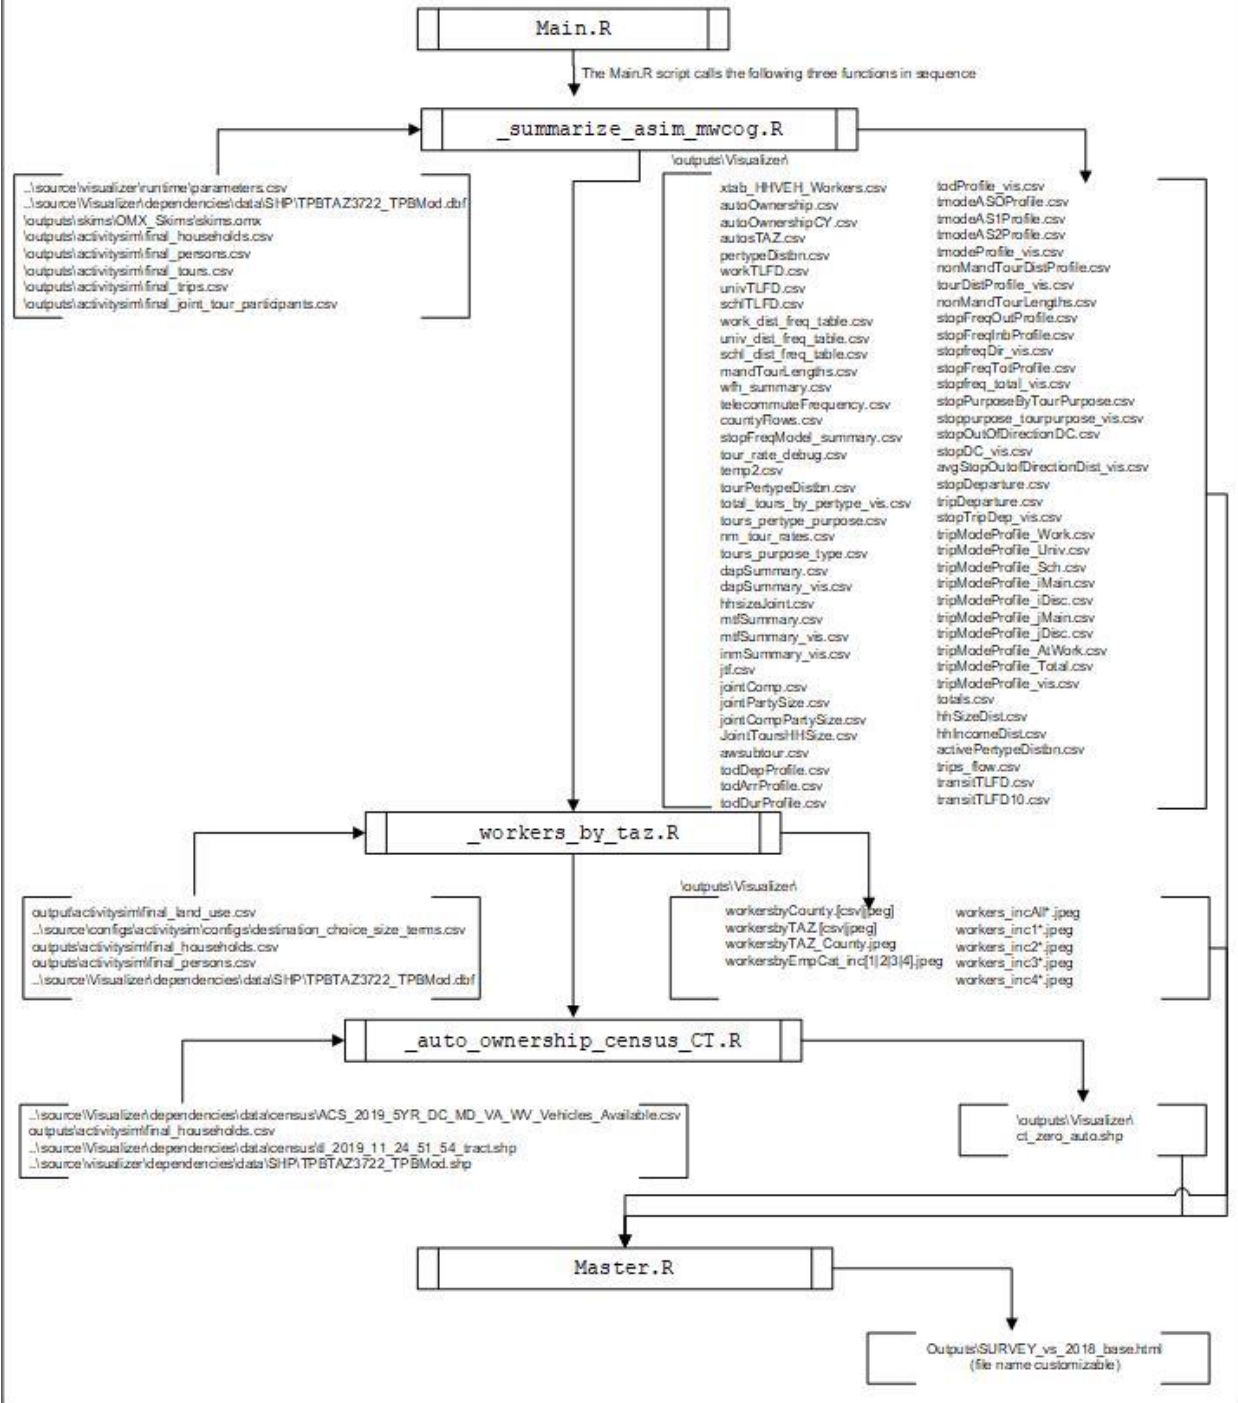 Main.R
The Main.R script calls the following three functions in sequence
_summarize_asim_mwcog.R
..\source\visualizer\runtime\parameters.csv
..\source\Visualizer\dependencies\data\SHP\TPBTAZ3722_TPBMod.dbf
\outputs\skims\OMX_Skims\skims.omx
\outputs\activitysim\final_households.csv
\outputs\activitysim\final_persons.csv
\outputs\activitysim\final_tours.csv
\outputs\activitysim\final_trips.csv
\outputs\activitysim\final_joint_tour_participants.csv
\outputs\Visualizer\
xtab_HHVEH_Workers.csv
autoOwnership.csv
autoOwnershipCY.csv
autosTAZ.csv
pertypeDistbn.csv
workTLFD.csv
univTLFD.csv
schlTLFD.csv
work_dist_freq_table.csv
univ_dist_freq_table.csv
schl_dist_freq_table.csv
mandTourLengths.csv
wfh_summary.csv
telecommuteFrequency.csv
countyFlows.csv
stopFreqModel_summary.csv
tour_rate_debug.csv
temp2.csv
tourPertypeDistbn.csv
total_tours_by_pertype_vis.csv
tours_pertype_purpose.csv
nm_tour_rates.csv
tours_purpose_type.csv
dapSummary.csv
dapSummary_vis.csv
hhsizeJoint.csv
mtfSummary.csv
mtfSummary_vis.csv
inmSummary_vis.csv
jtf.csv
jointComp.csv
jointPartySize.csv
jointCompPartySize.csv
JointToursHHSize.csv
awsubtour.csv
todDepProfile.csv
todArrProfile.csv
todDurProfile.csv
todProfile_vis.csv
tmodeAS0Profile.csv
tmodeAS1Profile.csv
tmodeAS2Profile.csv
tmodeProfile_vis.csv
nonMandTourDistProfile.csv
tourDistProfile_vis.csv
nonMandTourLengths.csv
stopFreqOutProfile.csv
stopFreqInbProfile.csv
stopfreqDir_vis.csv
stopFreqTotProfile.csv
stopfreq_total_vis.csv
stopPurposeByTourPurpose.csv
stoppurpose_tourpurpose_vis.csv
stopOutOfDirectionDC.csv
stopDC_vis.csv
avgStopOutofDirectionDist_vis.csv
stopDeparture.csv
tripDeparture.csv
stopTripDep_vis.csv
tripModeProfile_Work.csv
tripModeProfile_Univ.csv
tripModeProfile_Sch.csv
tripModeProfile_iMain.csv
tripModeProfile_iDisc.csv
tripModeProfile_jMain.csv
tripModeProfile_jDisc.csv
tripModeProfile_AtWork.csv
tripModeProfile_Total.csv
tripModeProfile_vis.csv
totals.csv
hhSizeDist.csv
hhIncomeDist.csv
activePertypeDistbn.csv
trips_flow.csv
transitTLFD.csv
transitTLFD10.csv
_workers_by_taz.R
output\activitysim\final_land_use.csv
..\source\configs\activitysim\configs\destination_choice_size_terms.csv
outputs\activitysim\final_households.csv
outputs\activitysim\final_persons.csv
..\source\Visualizer\dependencies\data\SHP\TPBTAZ3722_TPBMod.dbf
\outputs\Visualizer\
workersbyCounty.[csv|jpeg]
workersbyTAZ.[csv|jpeg]
workersbyTAZ_County.jpeg
workersbyEmpCat_inc[1|2|3|4].jpeg
workers_incAll*.jpeg
workers_inc1*.jpeg
workers_inc2*.jpeg
workers_inc3*.jpeg
workers_inc4*.jpeg
_auto_ownership_census_CT.R
..\source\Visualizer\dependencies\data\census\ACS_2019_5YR_DC_MD_VA_WV_Vehicles_Available.csv
outputs\activitysim\final_households.csv
..\source\Visualizer\dependencies\data\census\tl_2019_11_24_51_54_tract.shp
..\source\visualizer\dependencies\data\SHP\TPBTAZ3722_TPBMod.shp
\outputs\Visualizer\
ct_zero_auto.shp
Master.R
Outputs\SURVEY_vs_2018_base.html
(file name customizable)